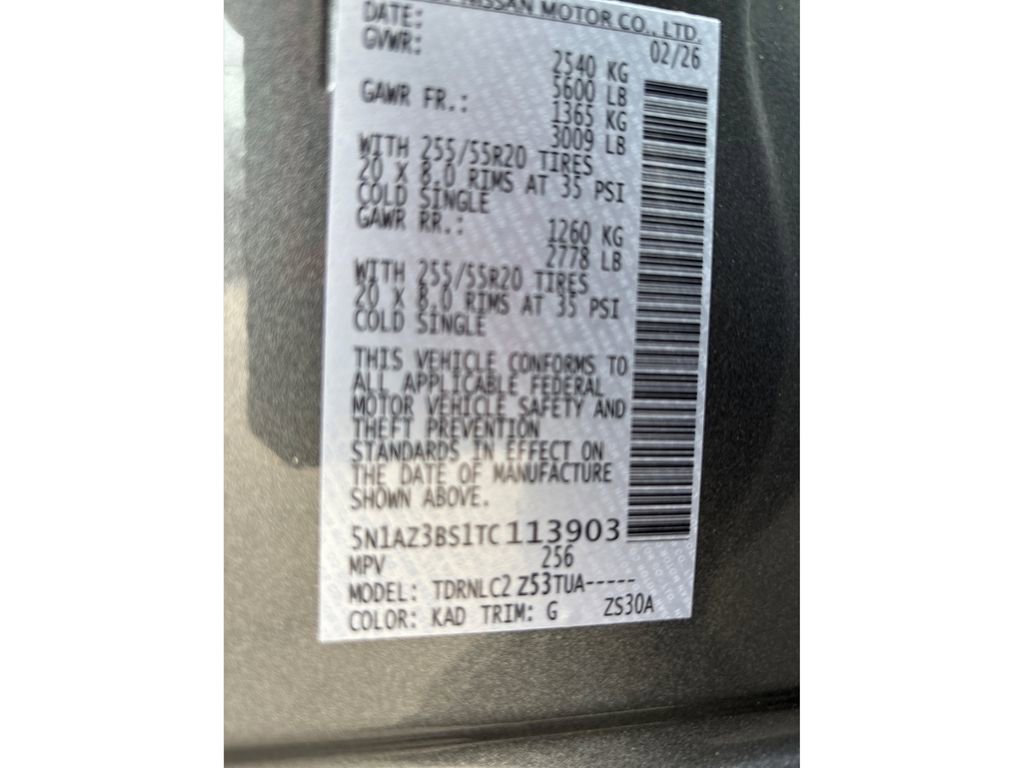 NISSAN MOTOR CO., LTD.
DATE: 02/26
GVWR: 2540 KG
5600 LB
GAWR FR.: 1365 KG
3009 LB
WITH 255/55R20 TIRES
20 X 8.0 RIMS AT 35 PSI
COLD SINGLE
GAWR RR.: 1260 KG
2778 LB
WITH 255/55R20 TIRES
20 X 8.0 RIMS AT 35 PSI
COLD SINGLE
THIS VEHICLE CONFORMS TO
ALL APPLICABLE FEDERAL
MOTOR VEHICLE SAFETY AND
THEFT PREVENTION
STANDARDS IN EFFECT ON
THE DATE OF MANUFACTURE
SHOWN ABOVE.
5N1AZ3BS1TC113903
MPV 256
MODEL: TDRNLC2 Z53TUA-----
COLOR: KAD TRIM: G ZS30A